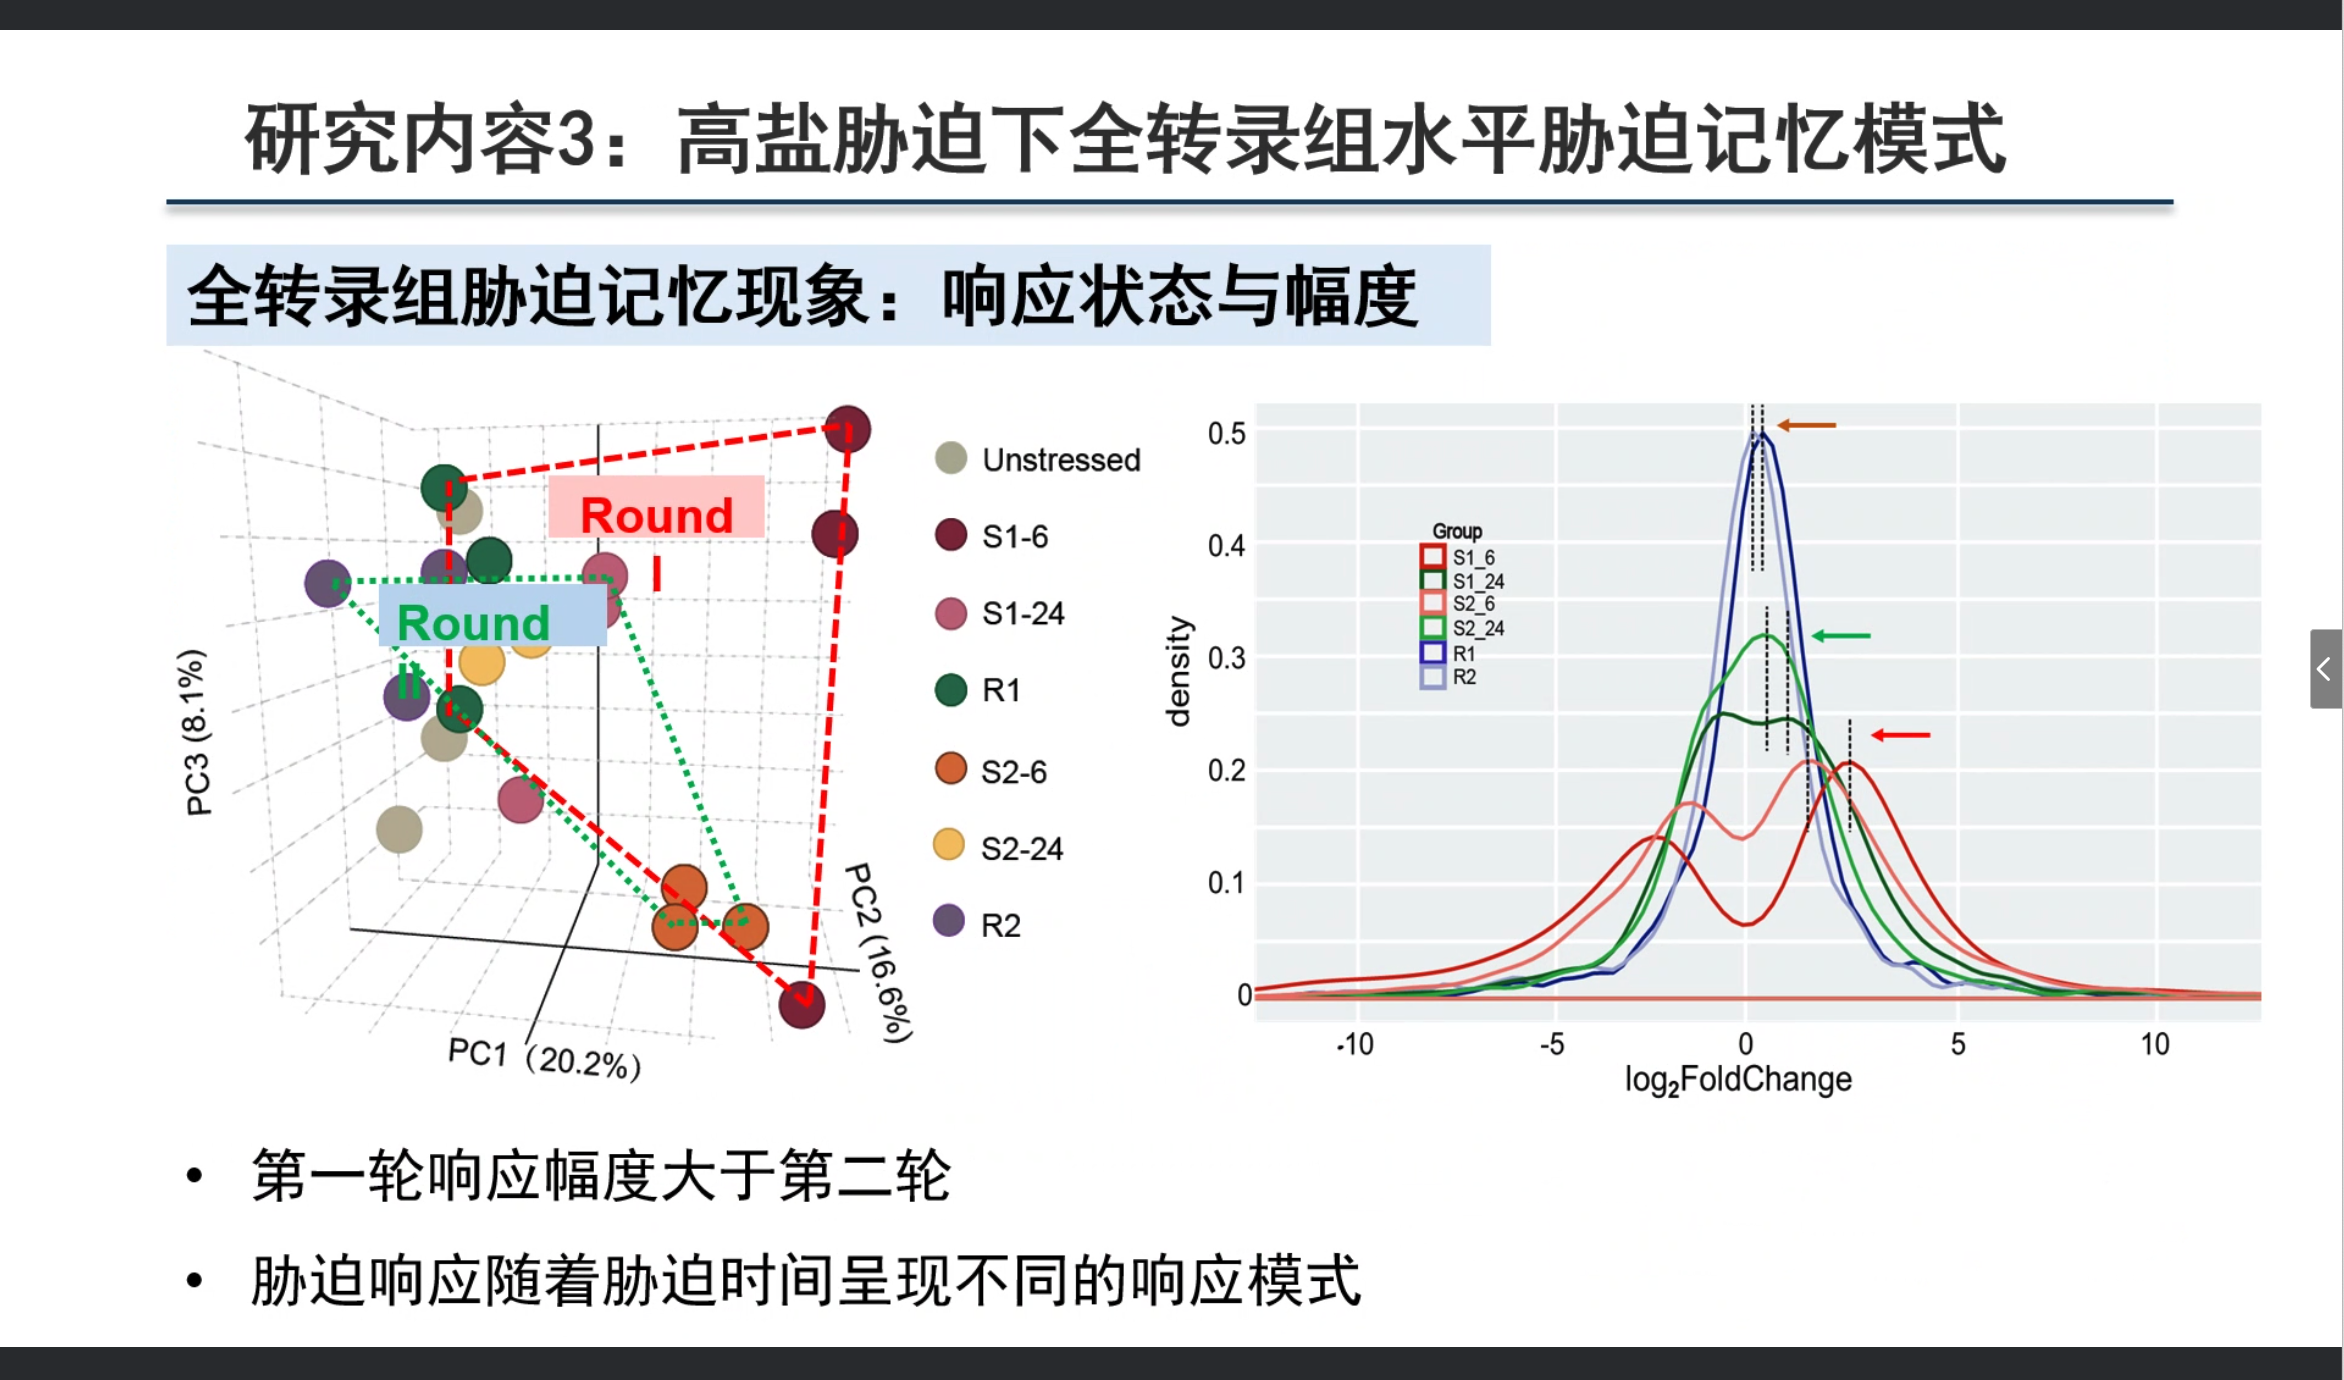 研究内容3：高盐胁迫下全转录组水平胁迫记忆模式
全转录组胁迫记忆现象：响应状态与幅度
Round
I
Round
II
PC3 (8.1%)
PC1（20.2%）
PC2 (16.6%)
Unstressed
S1-6
S1-24
R1
S2-6
S2-24
R2
density
0.5
0.4
0.3
0.2
0.1
0
Group
S1_6
S1_24
S2_6
S2_24
R1
R2
-10
-5
0
5
10
log₂FoldChange
• 第一轮响应幅度大于第二轮
• 胁迫响应随着胁迫时间呈现不同的响应模式